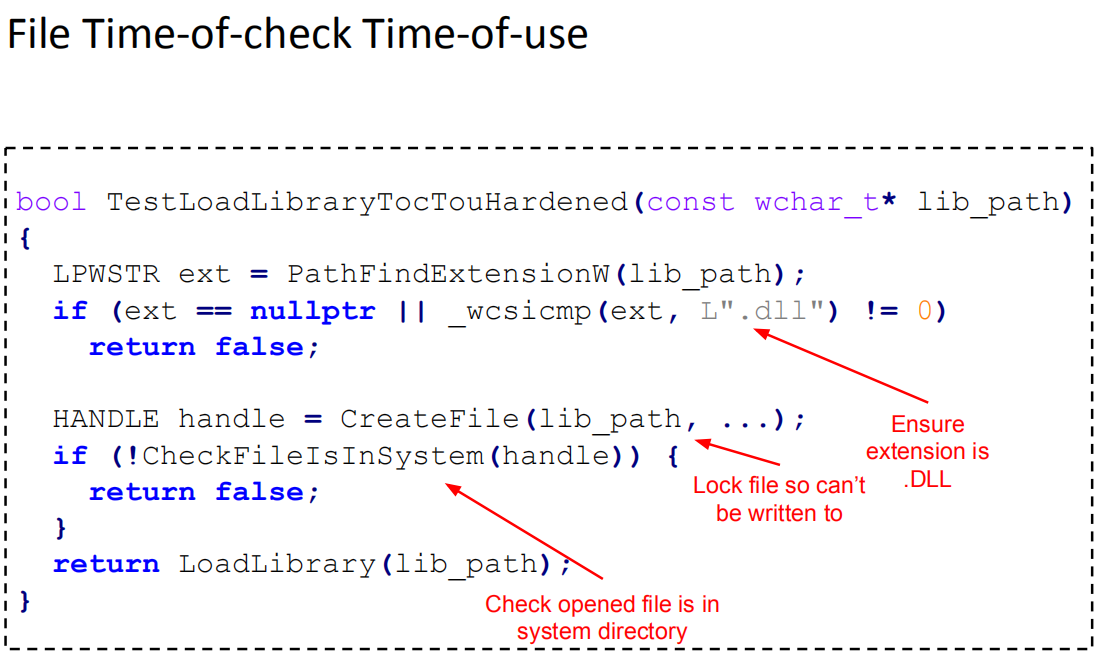 File Time-of-check Time-of-use
bool TestLoadLibraryTocTouHardened(const wchar_t* lib_path)
{
LPWSTR ext = PathFindExtensionW(lib_path);
if (ext == nullptr || _wcsicmp(ext, L".dll") != 0)
return false;
HANDLE handle = CreateFile(lib_path, ...);
if (!CheckFileIsInSystem(handle)) {
return false;
}
return LoadLibrary(lib_path);
}
Ensure
extension is
.DLL
Lock file so can't
be written to
Check opened file is in
system directory